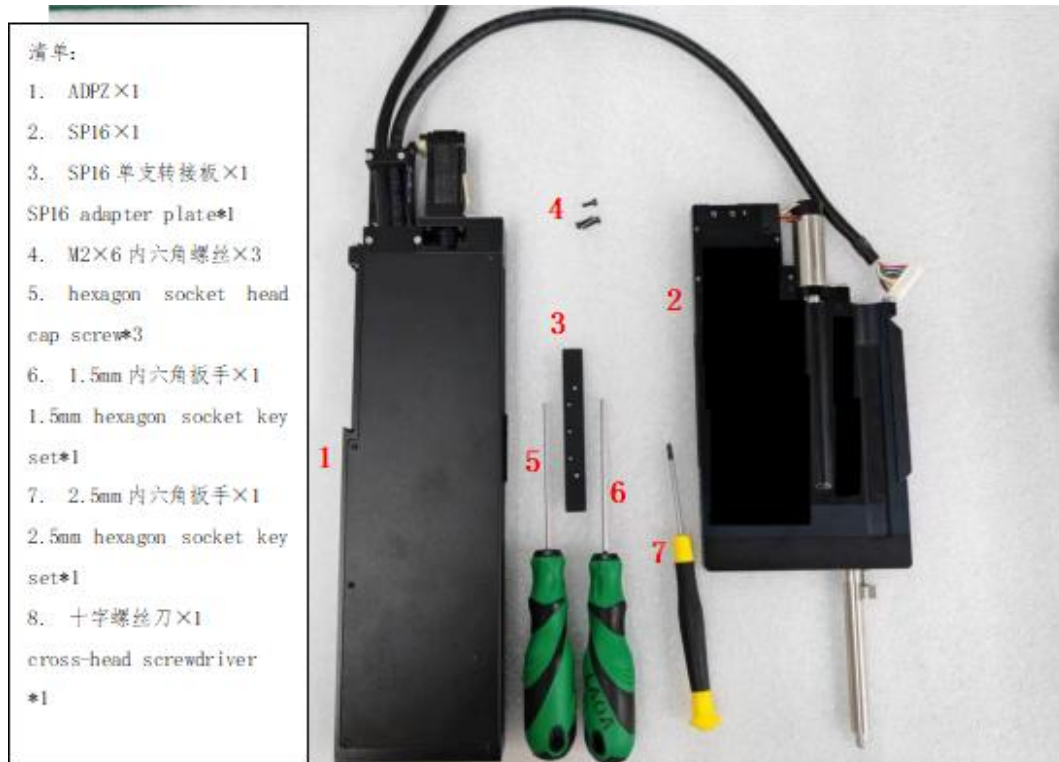 清单:
1. ADPZ×1
2. SP16×1
3. SP16 单支转接板×1
SP16 adapter plate*1
4. M2×6 内六角螺丝×3
5. hexagon socket head
cap screw*3
6. 1.5mm 内六角扳手×1
1.5mm hexagon socket key
set*1
7. 2.5mm 内六角扳手×1
2.5mm hexagon socket key
set*1
8. 十字螺丝刀×1
cross-head screwdriver
*1
4
2
3
1
5
6
7
LAOA